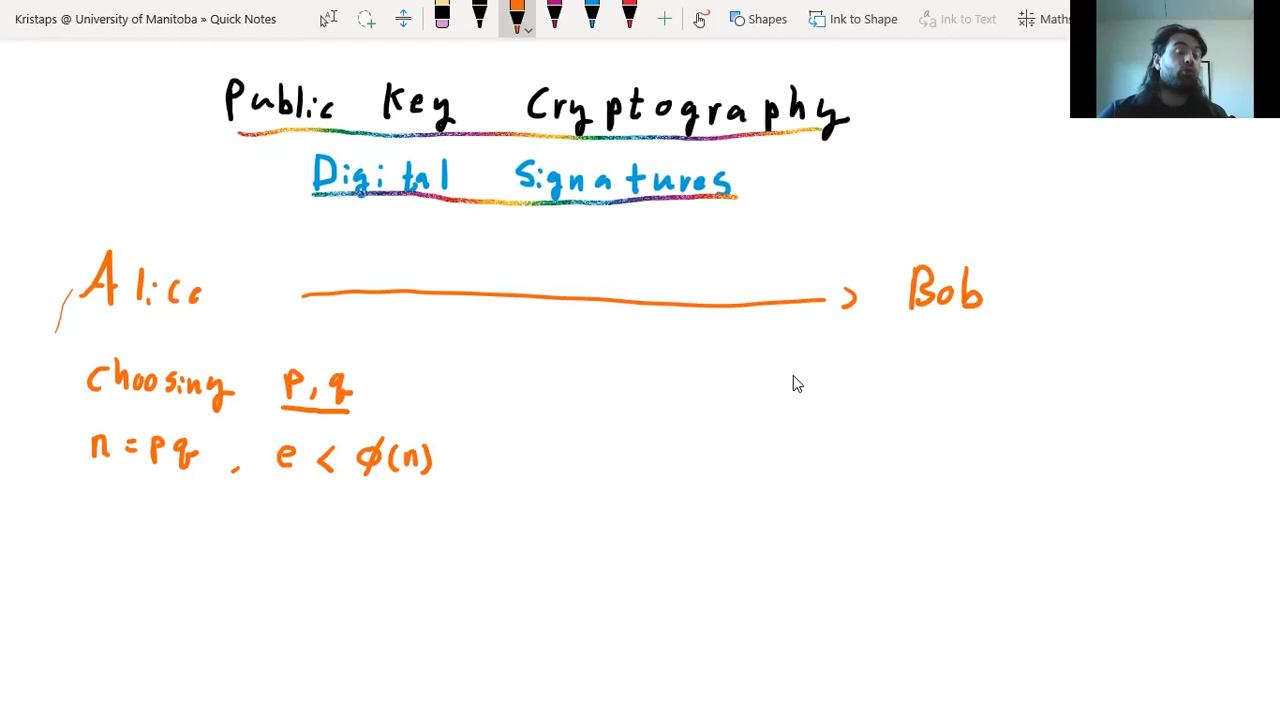 Kristaps @ University of Manitoba » Quick Notes
Shapes
Ink to Shape
Ink to Text
Maths
Public Key Cryptography
Digital Signatures
Alice
Bob
Choosing p, q
n = pq , e < φ(n)